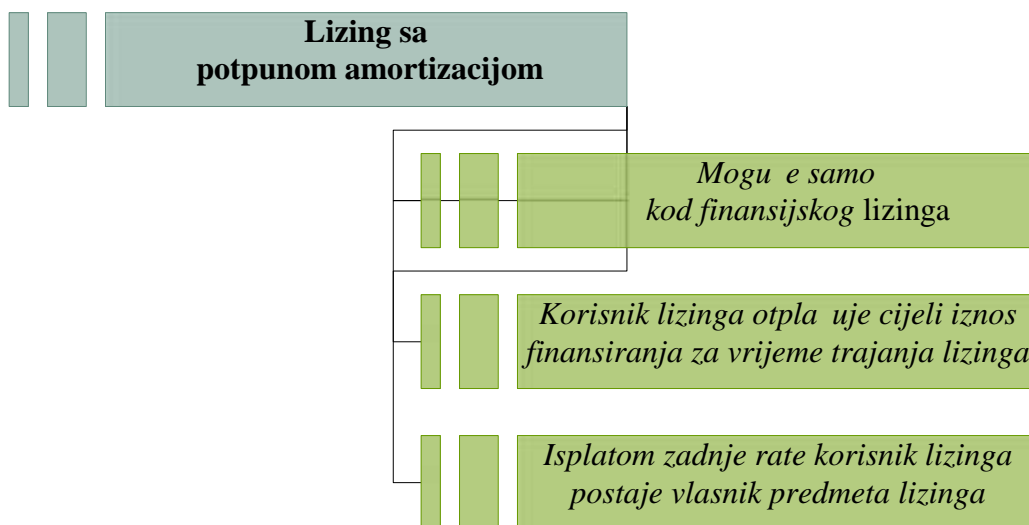 Lizing sa
potpunom amortizacijom
Mogu e samo
kod finansijskog lizinga
Korisnik lizinga otpla uje cijeli iznos
finansiranja za vrijeme trajanja lizinga
Isplatom zadnje rate korisnik lizinga
postaje vlasnik predmeta lizinga